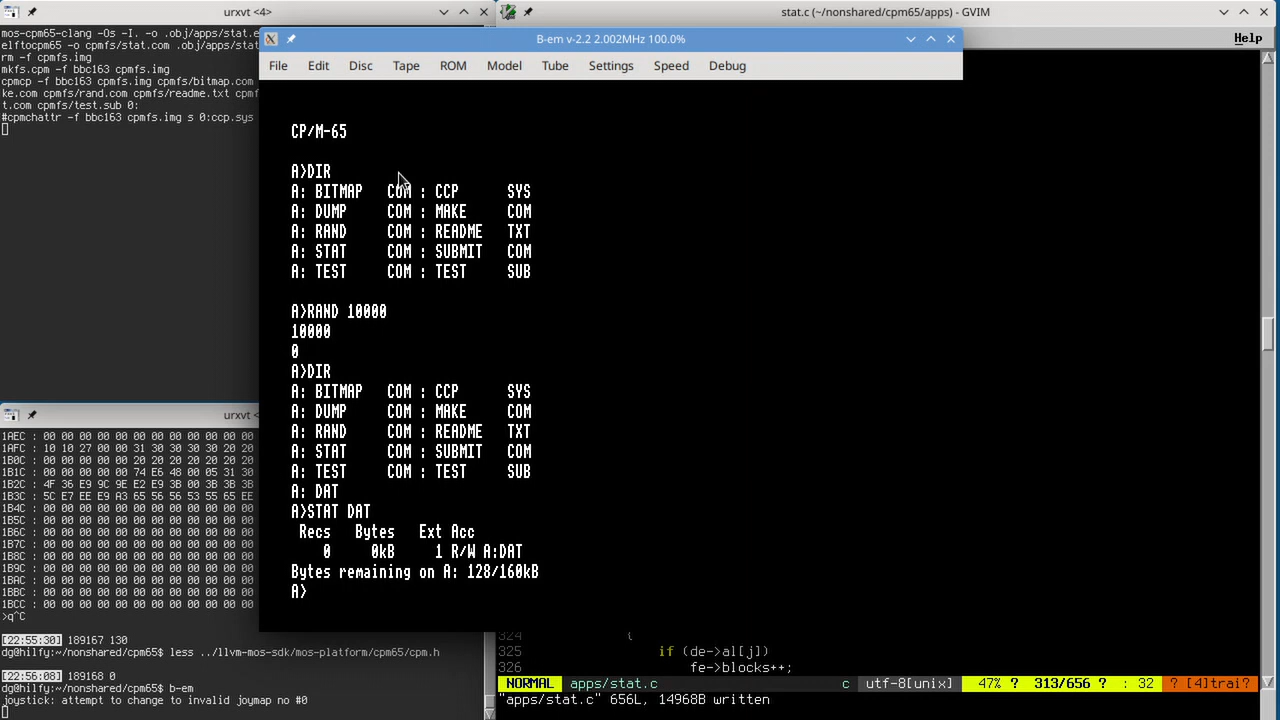 urxvt <4>
mos-cpm65-clang -Os -I. -o .obj/apps/stat.e
elftocpm65 -o cpmfs/stat.com .obj/apps/stat.e
rm -f cpmfs.img
mkfs.cpm -f bbc163 cpmfs.img
cpmcp -f bbc163 cpmfs.img cpmfs/bitmap.com
ke.com cpmfs/rand.com cpmfs/readme.txt cpmf
t.com cpmfs/test.sub 0:
#cpmchattr -f bbc163 cpmfs.img s 0:ccp.sys
stat.c (~/nonshared/cpm65/apps) - GVIM
Help
B-em v-2.2 2.002MHz 100.0%
File Edit Disc Tape ROM Model Tube Settings Speed Debug
CP/M-65
A>DIR
A: BITMAP COM : CCP SYS
A: DUMP COM : MAKE COM
A: RAND COM : README TXT
A: STAT COM : SUBMIT COM
A: TEST COM : TEST SUB
A>RAND 10000
10000
0
A>DIR
A: BITMAP COM : CCP SYS
A: DUMP COM : MAKE COM
A: RAND COM : README TXT
A: STAT COM : SUBMIT COM
A: TEST COM : TEST SUB
A: DAT
A>STAT DAT
Recs Bytes Ext Acc
0 0kB 1 R/W A:DAT
Bytes remaining on A: 128/160kB
A>
urxvt
1AEC : 00 00 00 00 00 00 00 00 00 00 00
1AFC : 10 10 27 00 00 31 30 30 30 20 20
1B0C : 00 00 00 00 00 20 20 20 20 20 20
1B1C : 00 00 00 00 74 E6 48 00 05 31 30
1B2C : 4F 36 E9 9C 9E E2 E9 3B 00 3B 3B
1B3C : 5C E7 EE E9 A3 65 56 53 55 65 EE
1B4C : 00 00 00 00 00 00 00 00 00 00 00
1B5C : 00 00 00 00 00 00 00 00 00 00 00
1B6C : 00 00 00 00 00 00 00 00 00 00 00
1B7C : 00 00 00 00 00 00 00 00 00 00 00
1B8C : 00 00 00 00 00 00 00 00 00 00 00
1B9C : 00 00 00 00 00 00 00 00 00 00 00
1BAC : 00 00 00 00 00 00 00 00 00 00 00
1BBC : 00 00 00 00 00 00 00 00 00 00 00
1BCC : 00 00 00 00 00 00 00 00 00 00 00
>q^C
[22:55:30] 189167 130
dg@hilfy:~/nonshared/cpm65$ less ../llvm-mos-sdk/mos-platform/cpm65/cpm.h
[22:56:08] 189168 0
dg@hilfy:~/nonshared/cpm65$ b-em
joystick: attempt to change to invalid joymap no #0
324 {
325 if (de->al[j])
326 fe->blocks++;
NORMAL apps/stat.c c utf-8[unix] 47% ? 313/656 ? : 32 ? [4]trai?
"apps/stat.c" 656L, 14968B written